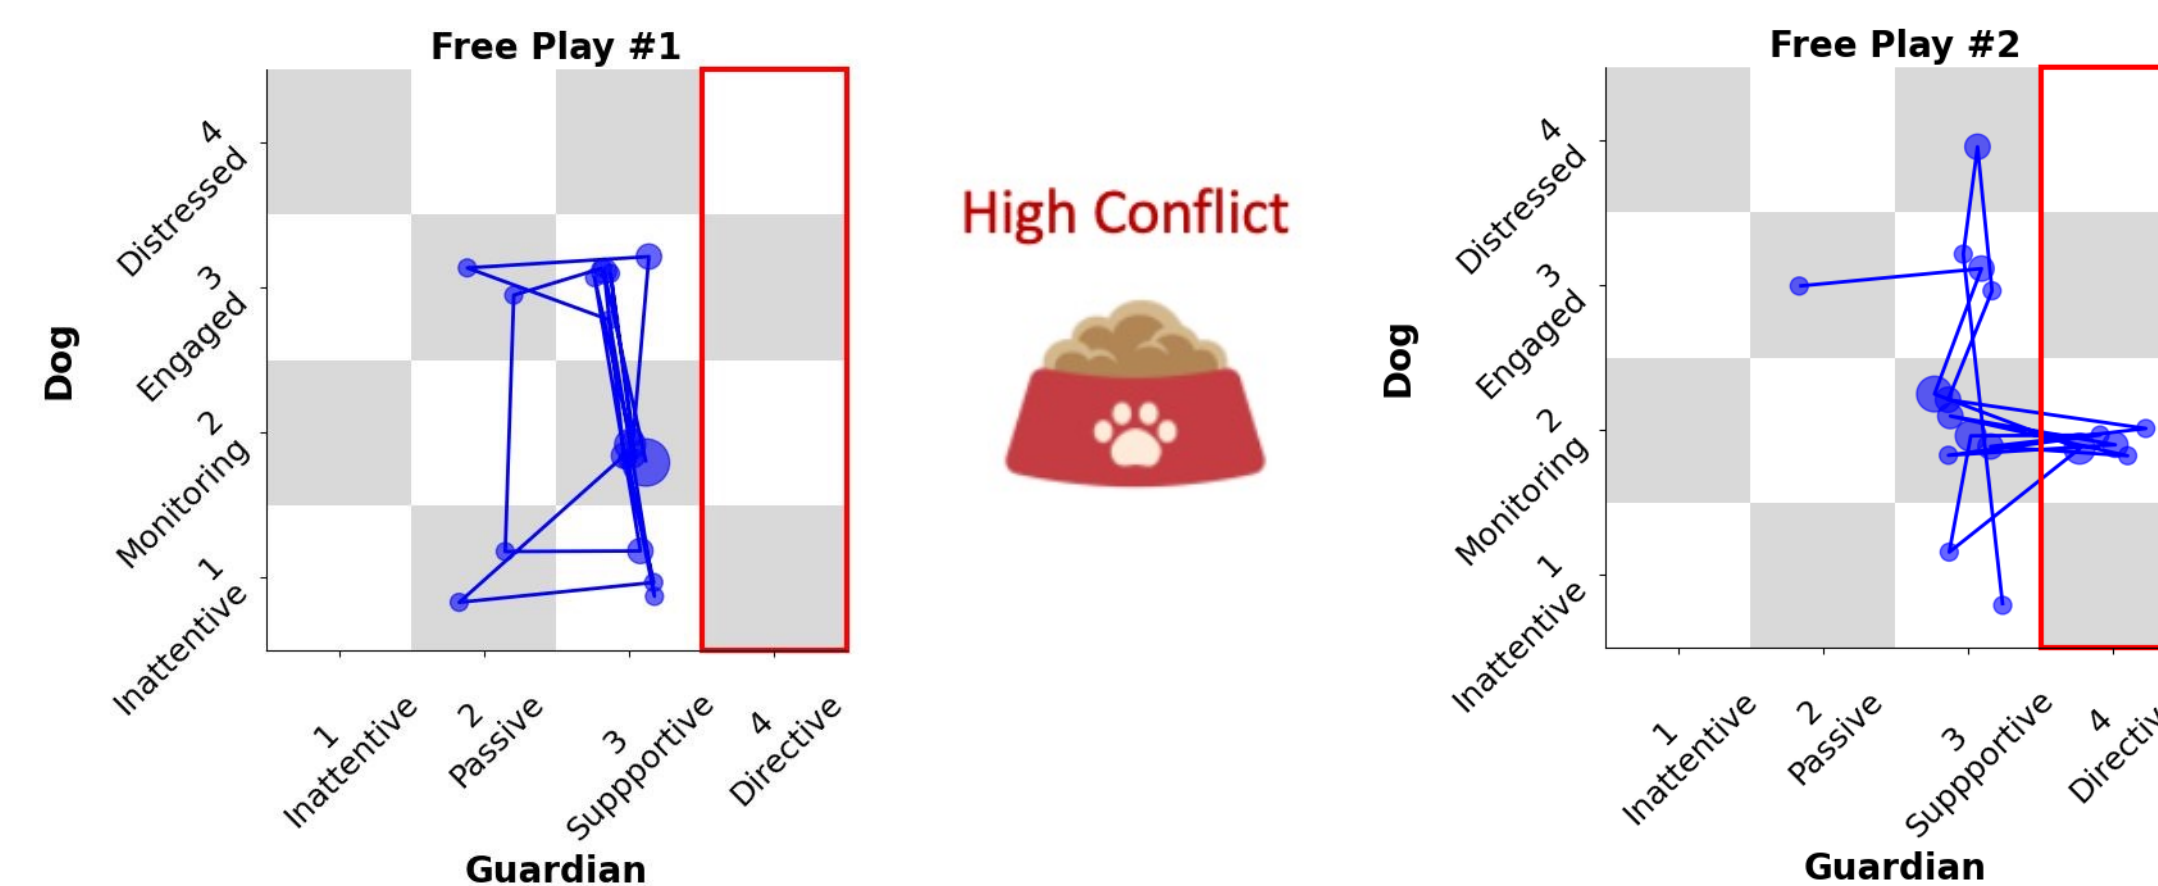 Free Play #1
Dog
4
Distressed
3
Engaged
2
Monitoring
1
Inattentive
1
Inattentive
2
Passive
3
Suppportive
4
Directive
Guardian
High Conflict
Free Play #2
Dog
4
Distressed
3
Engaged
2
Monitoring
1
Inattentive
1
Inattentive
2
Passive
3
Suppportive
4
Directiv
Guardian